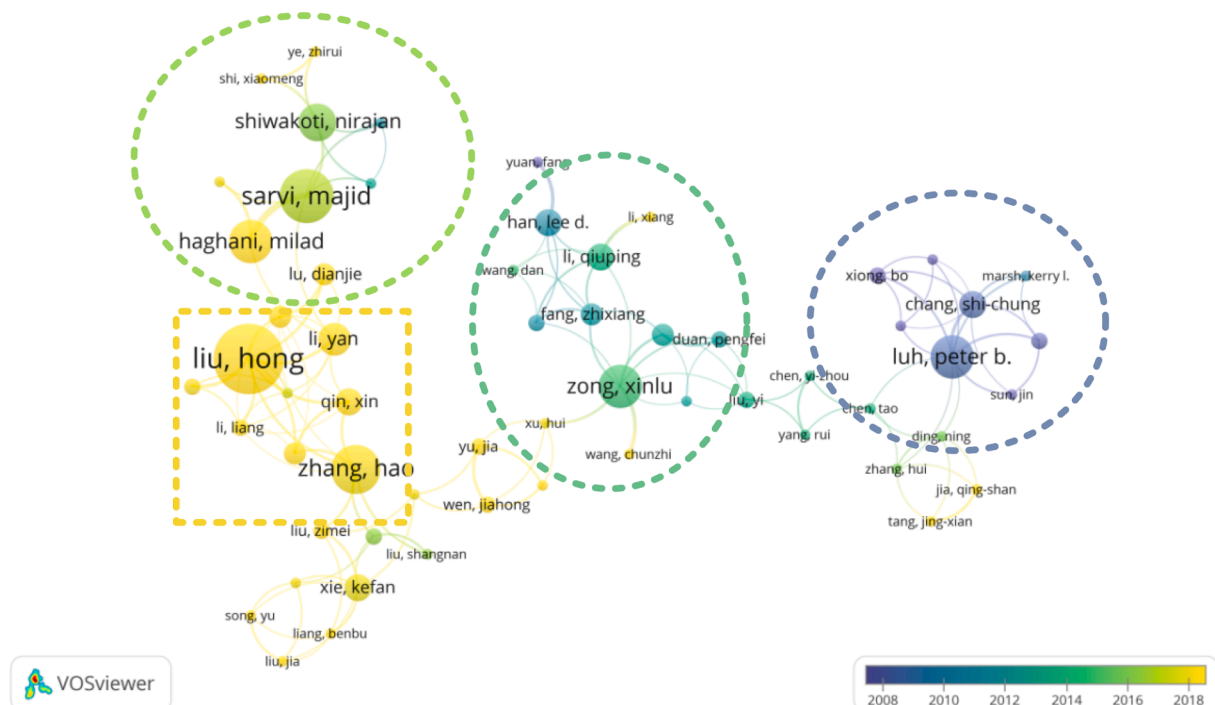 ye, zhirui
shi, xiaomeng
shiwakoti, nirajan
sarvi, majid
haghani, milad
lu, dianjie
li, yan
liu, hong
qin, xin
li, liang
zhang, hao
liu, zimei
liu, shangnan
xie, kefan
song, yu
liang, benbu
liu, jia
yuan, fang
han, lee d.
li, xiang
li, qiuping
wang, dan
fang, zhixiang
duan, pengfei
zong, xinlu
liu, yi
xu, hui
yu, jia
wang, chunzhi
wen, jiahong
chen, yi-zhou
yang, rui
chen, tao
xiong, bo
marsh, kerry l.
chang, shi-chung
luh, peter b.
sun, jin
ding, ning
zhang, hui
jia, qing-shan
tang, jing-xian
VOSviewer
2008 2010 2012 2014 2016 2018